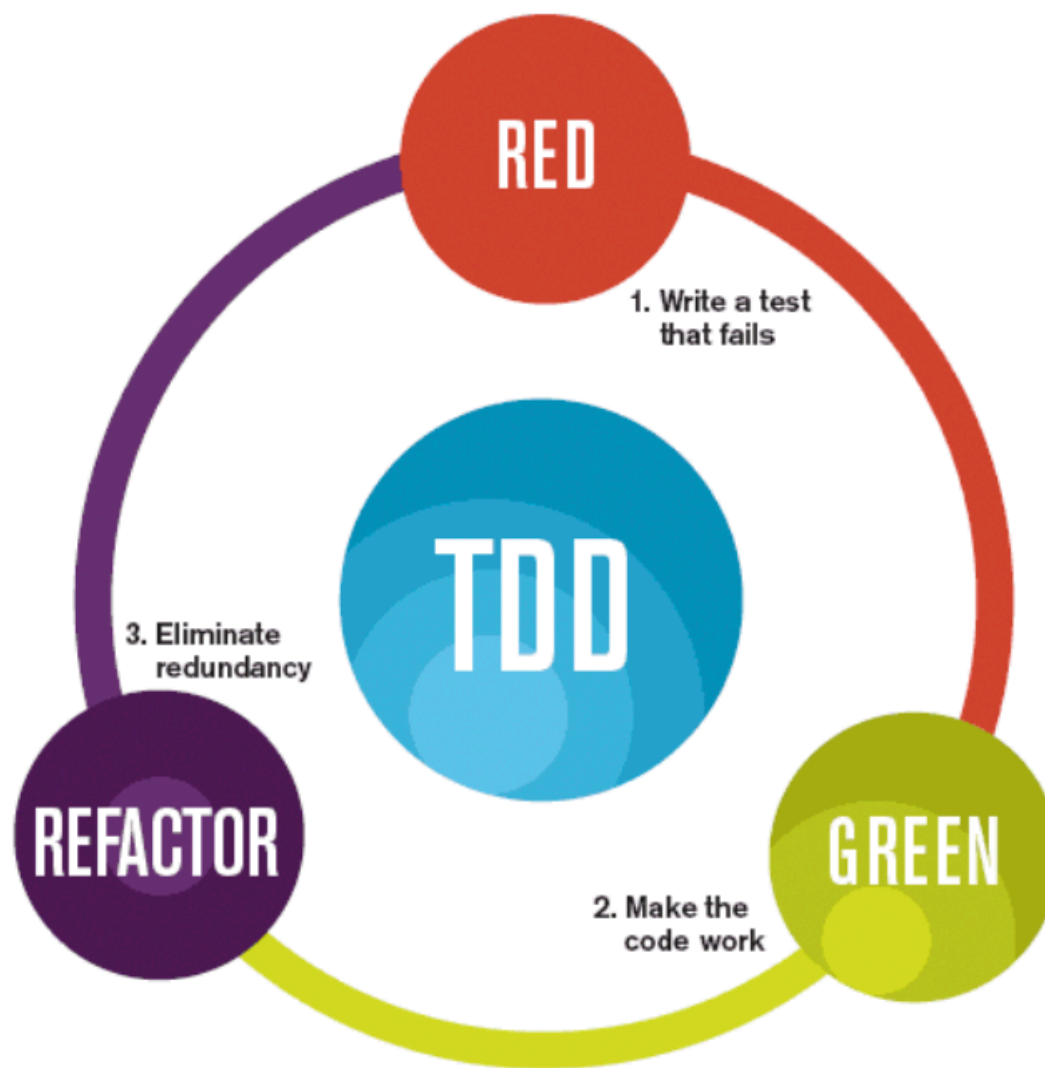 RED
1. Write a test
that fails
TDD
3. Eliminate
redundancy
REFACTOR
GREEN
2. Make the
code work